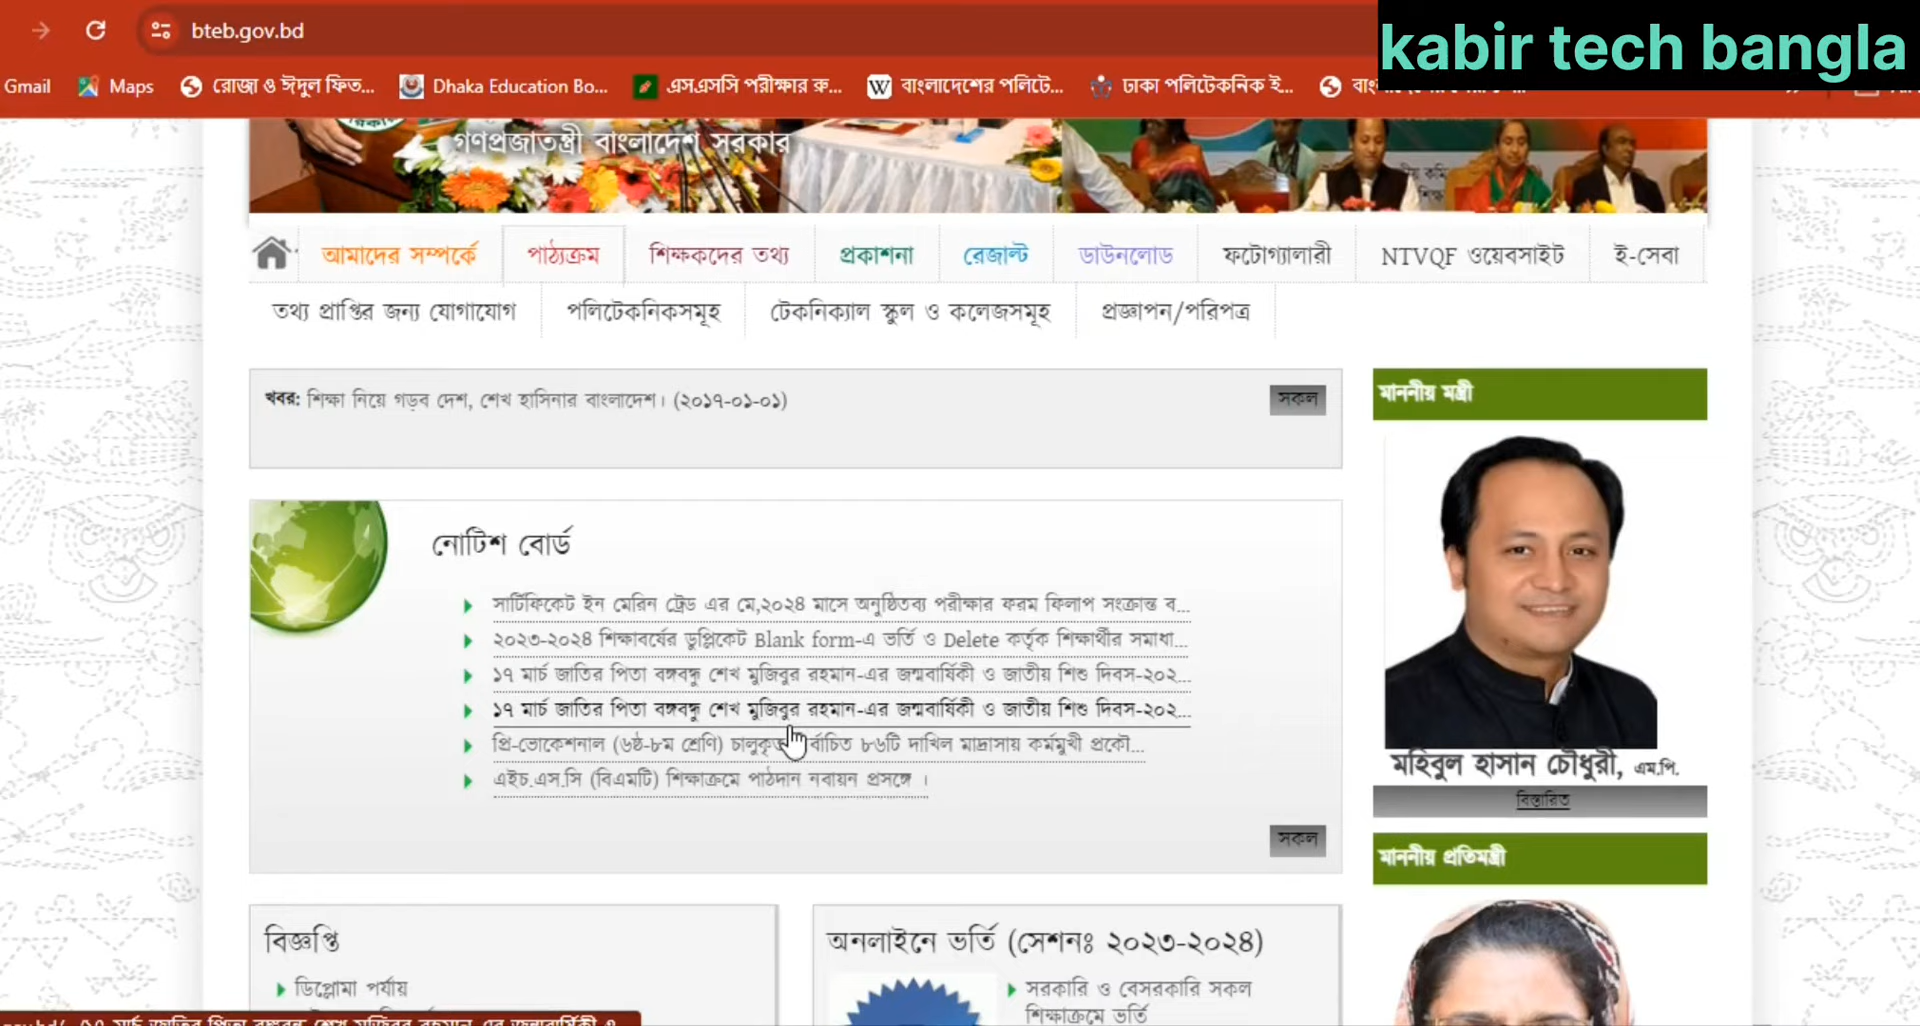 bteb.gov.bd
kabir tech bangla
Gmail Maps রোজা ও ঈদুল ফিত... Dhaka Education Bo... এসএসসি পরীক্ষার রু... বাংলাদেশের পলিটে... ঢাকা পলিটেকনিক ই...
গণপ্রজাতন্ত্রী বাংলাদেশ সরকার
আমাদের সম্পর্কে পাঠ্যক্রম শিক্ষকদের তথ্য প্রকাশনা রেজাল্ট ডাউনলোড ফটোগ্যালারী NTVQF ওয়েবসাইট ই-সেবা
তথ্য প্রাপ্তির জন্য যোগাযোগ পলিটেকনিকসমূহ টেকনিক্যাল স্কুল ও কলেজসমূহ প্রজ্ঞাপন/পরিপত্র
খবর: শিক্ষা নিয়ে গড়ব দেশ, শেখ হাসিনার বাংলাদেশ। (২০১৭-০১-০১) সকল
নোটিশ বোর্ড
সার্টিফিকেট ইন মেরিন ট্রেড এর মে,২০২৪ মাসে অনুষ্ঠিতব্য পরীক্ষার ফরম ফিলাপ সংক্রান্ত ব...
২০২৩-২০২৪ শিক্ষাবর্ষের ডুপ্লিকেট Blank form-এ ভর্তি ও Delete কর্তৃক শিক্ষার্থীর সমাধা...
১৭ মার্চ জাতির পিতা বঙ্গবন্ধু শেখ মুজিবুর রহমান-এর জন্মবার্ষিকী ও জাতীয় শিশু দিবস-২০২...
১৭ মার্চ জাতির পিতা বঙ্গবন্ধু শেখ মুজিবুর রহমান-এর জন্মবার্ষিকী ও জাতীয় শিশু দিবস-২০২...
প্রি-ভোকেশনাল (৬ষ্ঠ-৮ম শ্রেণি) ৮৬টি দাখিল মাদ্রাসায় কর্মমুখী প্রকৌ...
এইচ.এস.সি (বিএমটি) শিক্ষাক্রমে পাঠদান নবায়ন প্রসঙ্গে ।
সকল
মাননীয় মন্ত্রী
মহিবুল হাসান চৌধুরী, এম.পি.
বিস্তারিত
মাননীয় প্রতিমন্ত্রী
বিজ্ঞপ্তি
ডিপ্লোমা পর্যায়
অনলাইনে ভর্তি (সেশনঃ ২০২৩-২০২৪)
সরকারি ও বেসরকারি সকল
শিক্ষাক্রমে ভর্তি